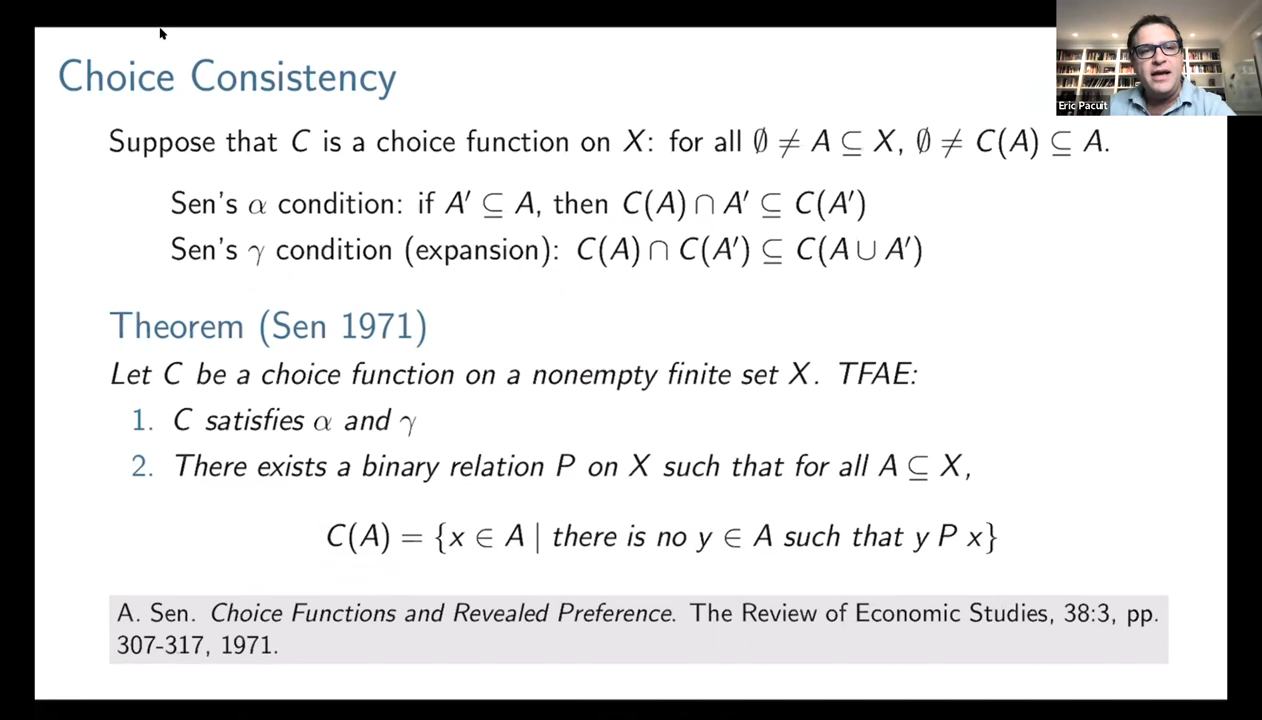 Choice Consistency
Eric Pacuit
Suppose that C is a choice function on X: for all ∅ ≠ A ⊆ X, ∅ ≠ C(A) ⊆ A.
Sen's α condition: if A′ ⊆ A, then C(A) ∩ A′ ⊆ C(A′)
Sen's γ condition (expansion): C(A) ∩ C(A′) ⊆ C(A ∪ A′)
Theorem (Sen 1971)
Let C be a choice function on a nonempty finite set X. TFAE:
1. C satisfies α and γ
2. There exists a binary relation P on X such that for all A ⊆ X,
C(A) = {x ∈ A | there is no y ∈ A such that y P x}
A. Sen. Choice Functions and Revealed Preference. The Review of Economic Studies, 38:3, pp.
307-317, 1971.